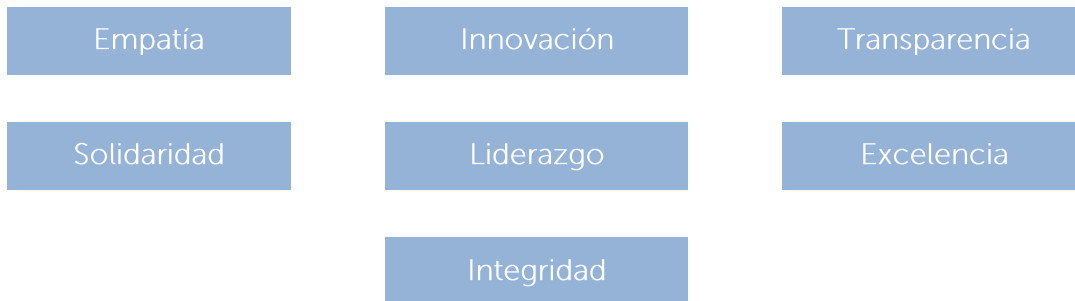 Empatía
Innovación
Transparencia
Solidaridad
Liderazgo
Excelencia
Integridad